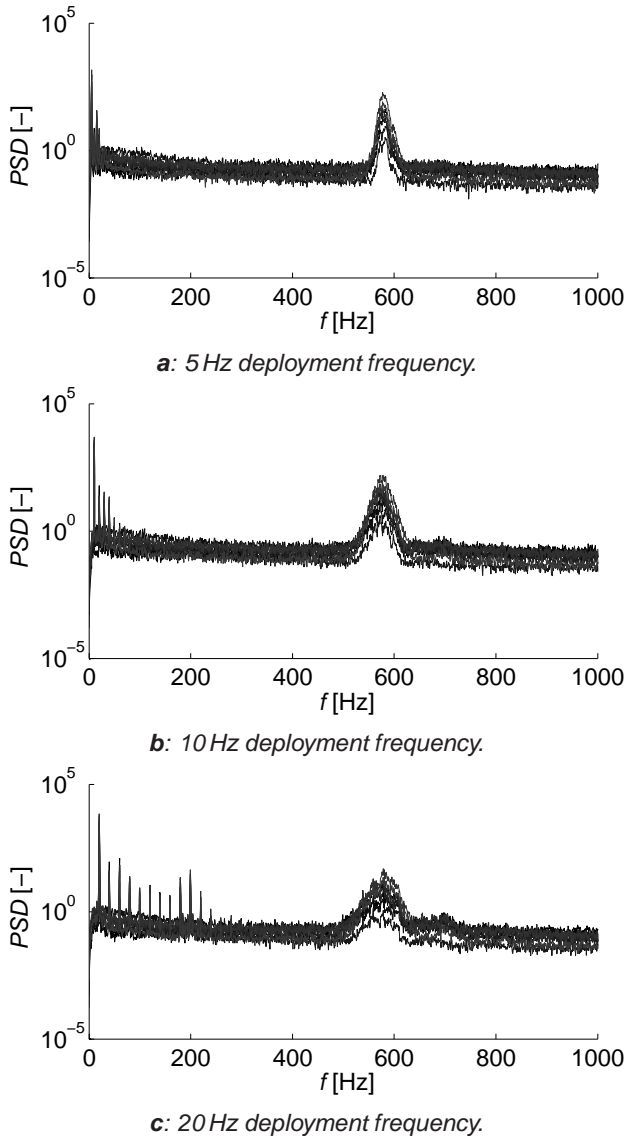 10^5
10^0
10^−5
PSD [−]
0 200 400 600 800 1000
f [Hz]
a: 5 Hz deployment frequency.
10^5
10^0
10^−5
PSD [−]
0 200 400 600 800 1000
f [Hz]
b: 10 Hz deployment frequency.
10^5
10^0
10^−5
PSD [−]
0 200 400 600 800 1000
f [Hz]
c: 20 Hz deployment frequency.